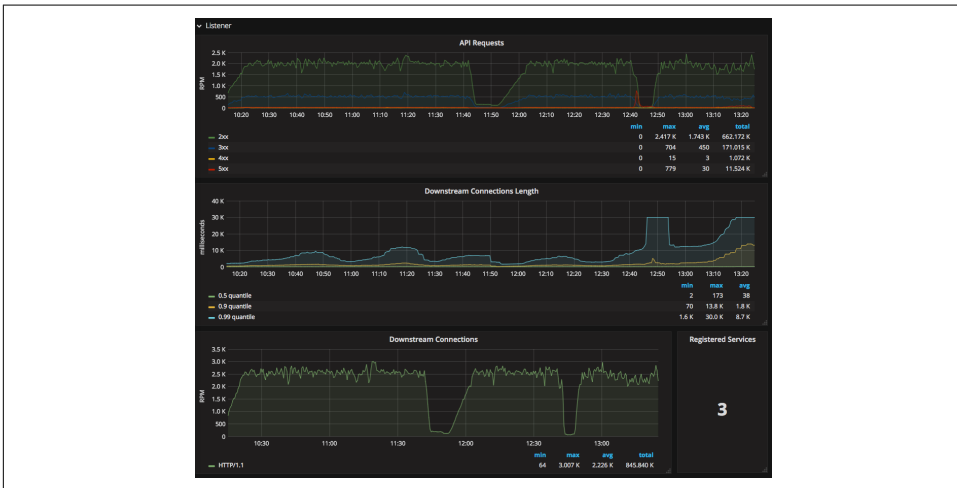 Listener
API Requests
2.5 K
2.0 K
1.5 K
1.0 K
500
0
RPM
10:20 10:30 10:40 10:50 11:00 11:10 11:20 11:30 11:40 11:50 12:00 12:10 12:20 12:30 12:40 12:50 13:00 13:10 13:20
min max avg total
2xx 0 2.417 K 1.743 K 662.172 K
3xx 0 704 450 171.015 K
4xx 0 15 3 1.072 K
5xx 0 779 30 11.524 K
Downstream Connections Length
40 K
30 K
20 K
10 K
0
milliseconds
10:20 10:30 10:40 10:50 11:00 11:10 11:20 11:30 11:40 11:50 12:00 12:10 12:20 12:30 12:40 12:50 13:00 13:10 13:20
min max avg
0.5 quantile 2 173 38
0.9 quantile 70 13.8 K 1.8 K
0.99 quantile 1.6 K 30.0 K 8.7 K
Downstream Connections
3.5 K
3.0 K
2.5 K
2.0 K
1.5 K
1.0 K
500
0
RPM
10:30 11:00 11:30 12:00 12:30 13:00
min max avg total
HTTP/1.1 64 3.007 K 2.226 K 845.840 K
Registered Services
3